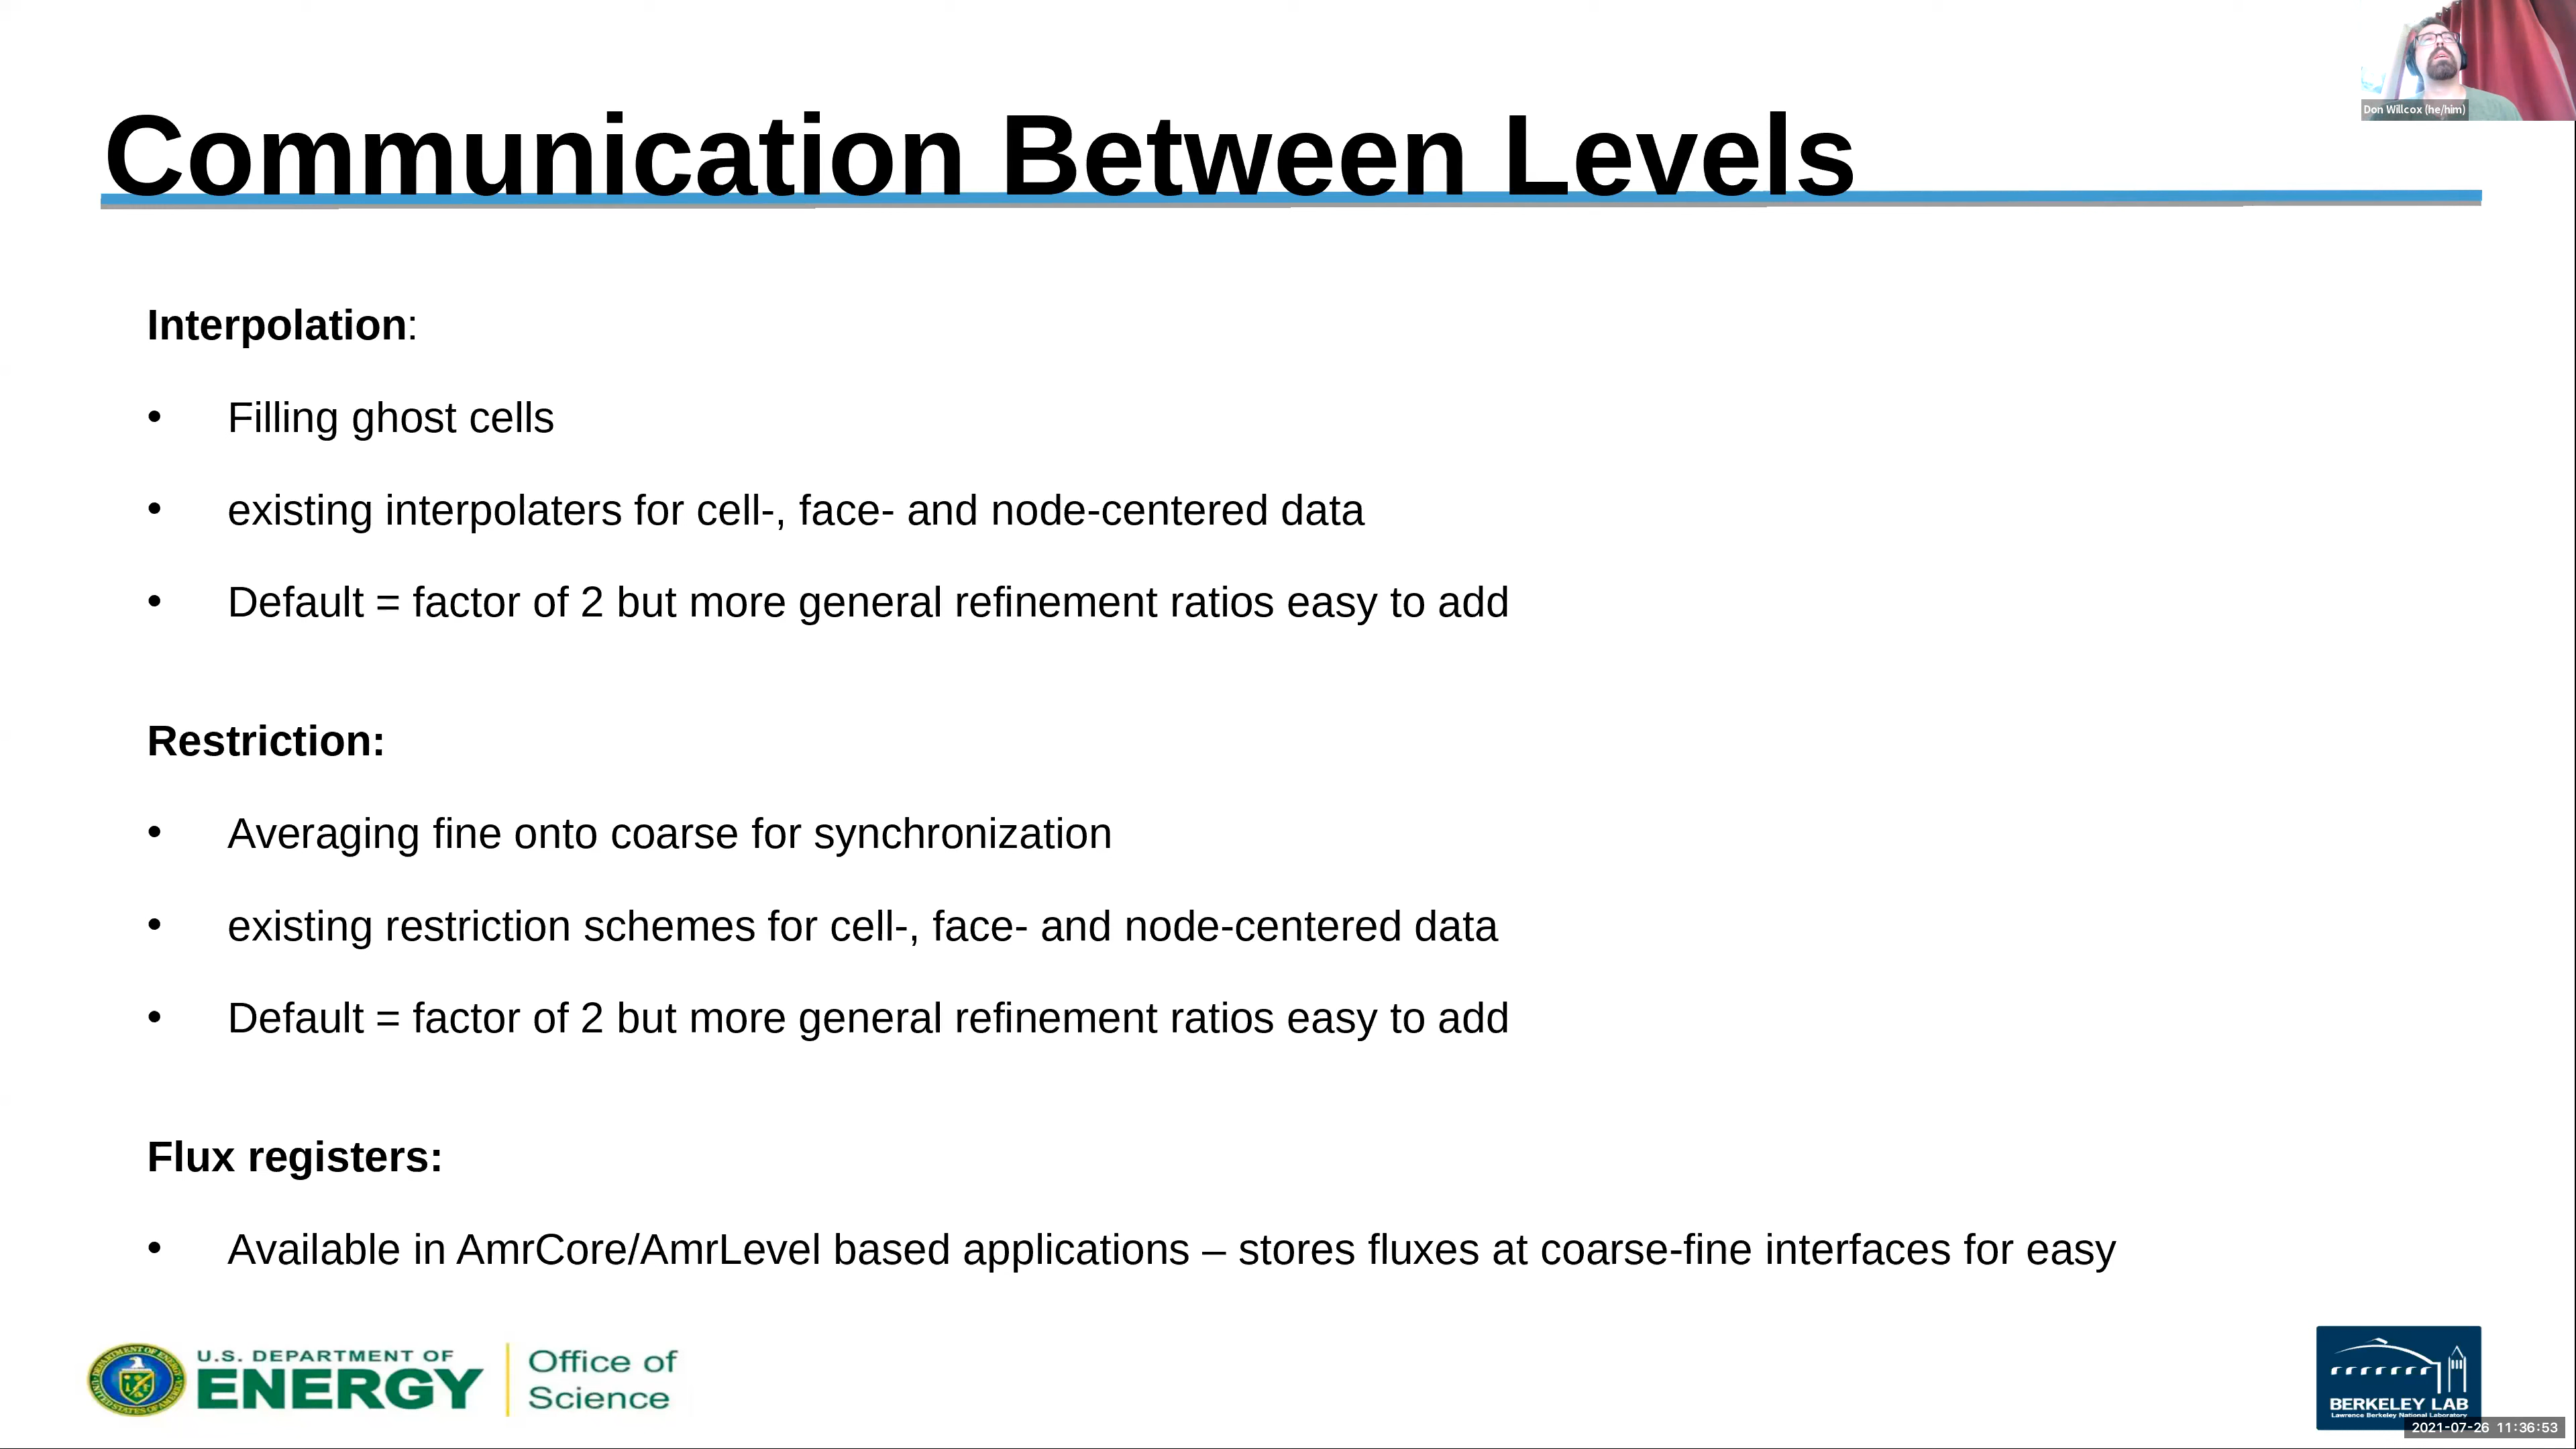 Don Willcox (he/him)
Communication Between Levels
Interpolation:
• Filling ghost cells
• existing interpolaters for cell-, face- and node-centered data
• Default = factor of 2 but more general refinement ratios easy to add
Restriction:
• Averaging fine onto coarse for synchronization
• existing restriction schemes for cell-, face- and node-centered data
• Default = factor of 2 but more general refinement ratios easy to add
Flux registers:
• Available in AmrCore/AmrLevel based applications – stores fluxes at coarse-fine interfaces for easy
U.S. DEPARTMENT OF
ENERGY
Office of
Science
BERKELEY LAB
Lawrence Berkeley National Laboratory
2021-07-26 11:36:53